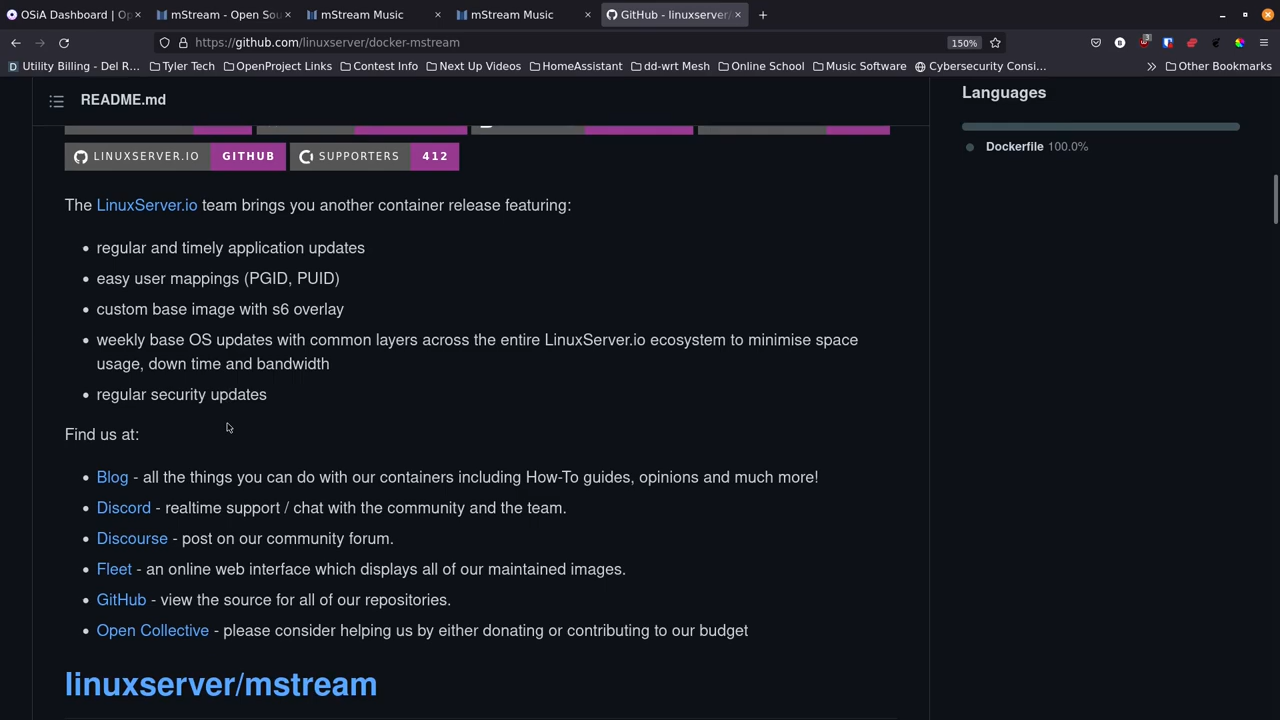 OSiA Dashboard | Op
mStream - Open Sou
mStream Music
mStream Music
GitHub - linuxserver/
https://github.com/linuxserver/docker-mstream
150%
Utility Billing - Del R…
Tyler Tech
OpenProject Links
Contest Info
Next Up Videos
HomeAssistant
dd-wrt Mesh
Online School
Music Software
Cybersecurity Consi…
Other Bookmarks
README.md
Languages
Dockerfile 100.0%
LINUXSERVER.IO GITHUB
SUPPORTERS 412
The LinuxServer.io team brings you another container release featuring:
• regular and timely application updates
• easy user mappings (PGID, PUID)
• custom base image with s6 overlay
• weekly base OS updates with common layers across the entire LinuxServer.io ecosystem to minimise space
usage, down time and bandwidth
• regular security updates
Find us at:
• Blog - all the things you can do with our containers including How-To guides, opinions and much more!
• Discord - realtime support / chat with the community and the team.
• Discourse - post on our community forum.
• Fleet - an online web interface which displays all of our maintained images.
• GitHub - view the source for all of our repositories.
• Open Collective - please consider helping us by either donating or contributing to our budget
linuxserver/mstream